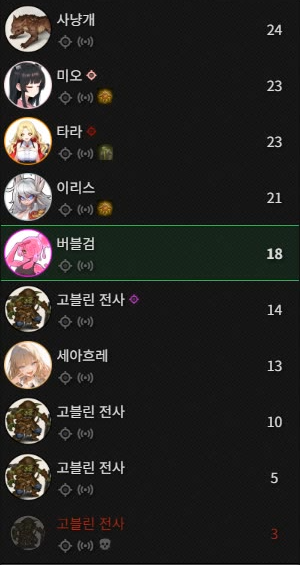 사냥개 24
미오 23
타라 23
이리스 21
버블검 18
고블린 전사 14
세아흐레 13
고블린 전사 10
고블린 전사 5
고블린 전사 3